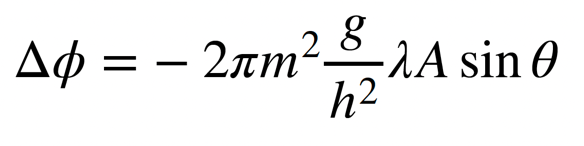 Δϕ = − 2πm² g/h² λA sin θ